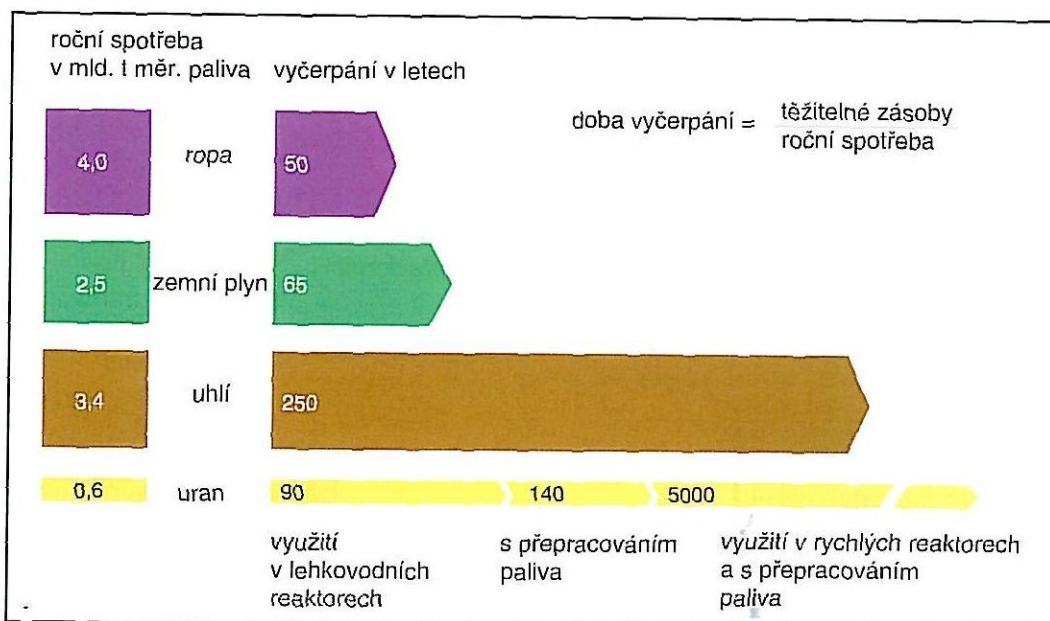 roční spotřeba
v mld. t měr. paliva
vyčerpání v letech
doba vyčerpání = těžitelné zásoby
roční spotřeba
4,0 ropa 50
2,5 zemní plyn 65
3,4 uhlí 250
0,6 uran 90 140 5000
využití
v lehkovodních
reaktorech
s přepracováním
paliva
využití v rychlých reaktorech
a s přepracováním
paliva